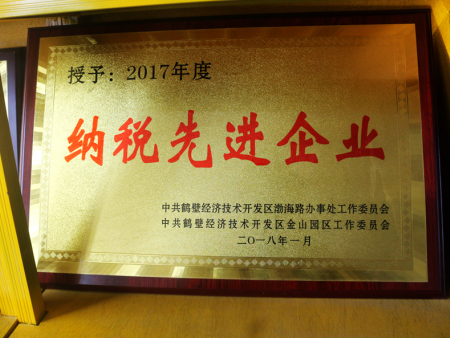 授予：2017年度
纳税先进企业
中共鹤壁经济技术开发区渤海路办事处工作委员会
中共鹤壁经济技术开发区金山园区工作委员会
二〇一八年一月